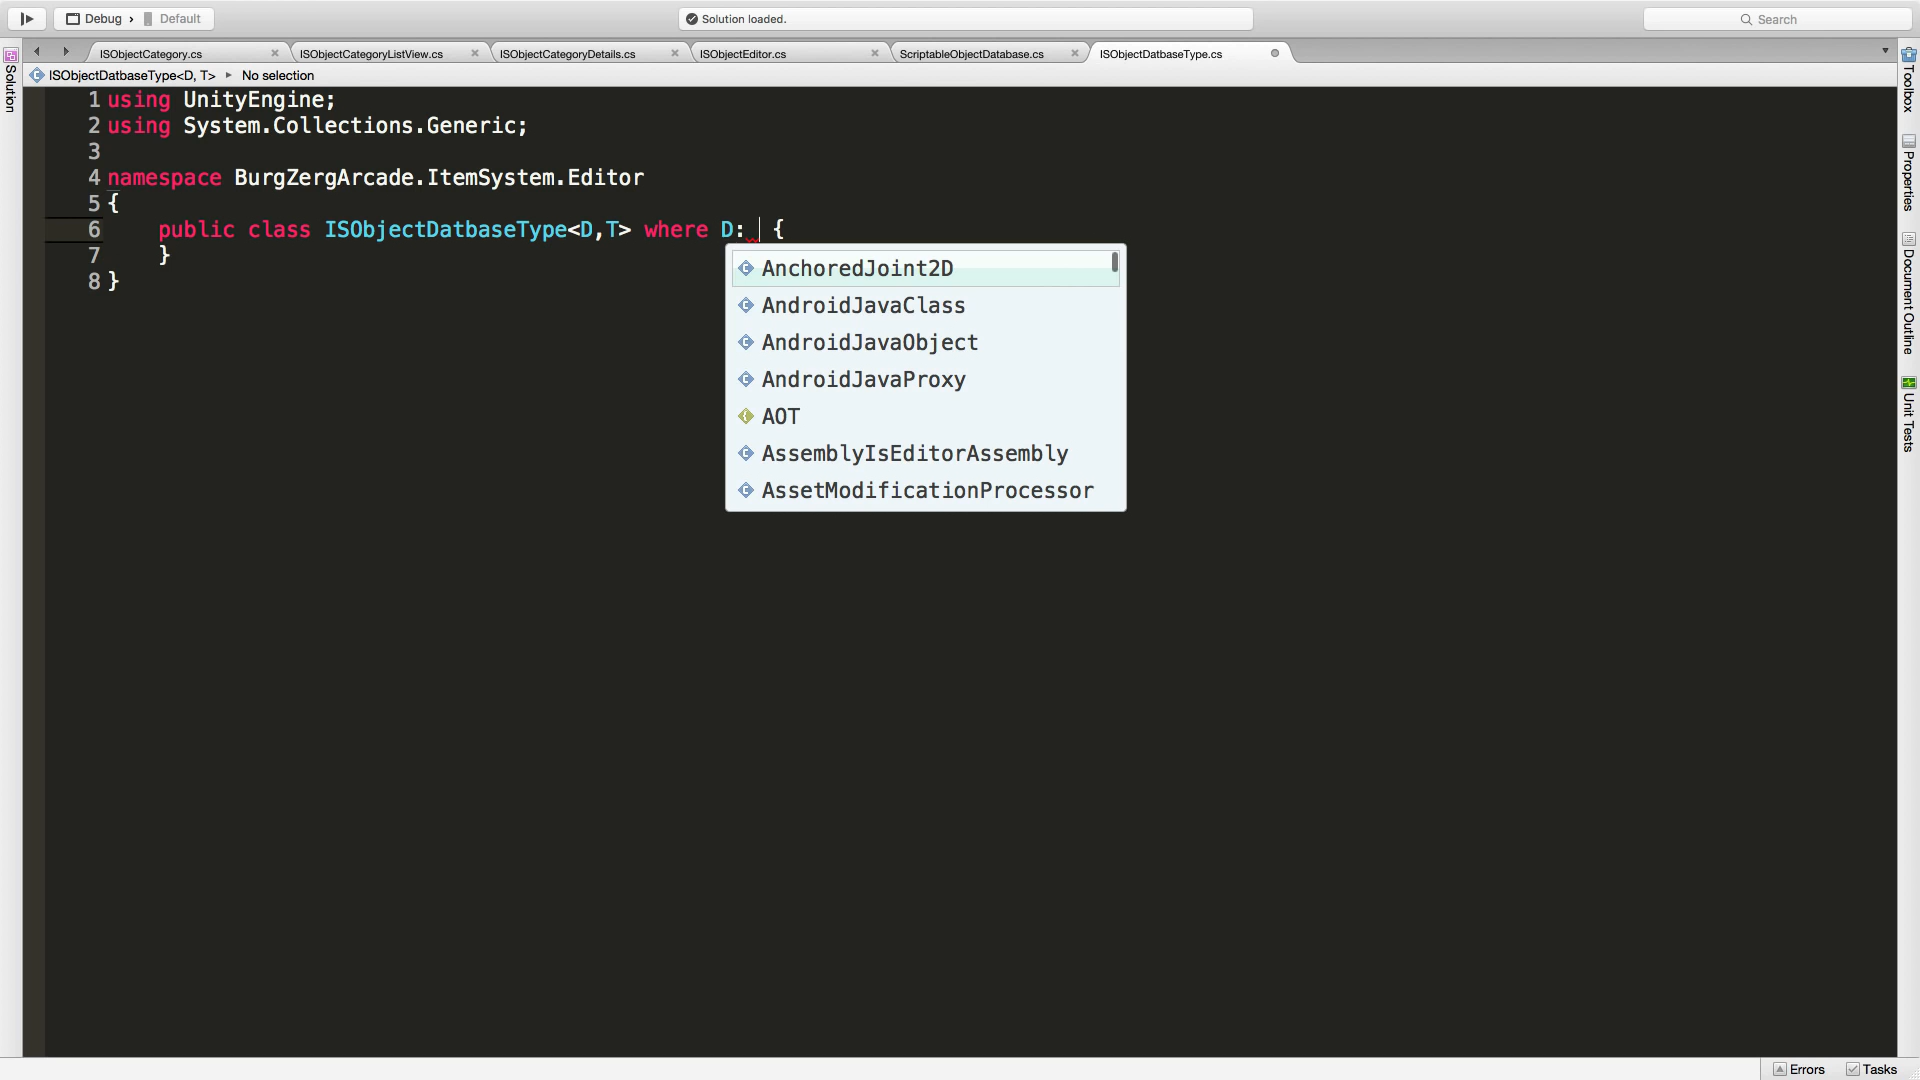 Debug › Default
Solution loaded.
Search
ISObjectCategory.cs
ISObjectCategoryListView.cs
ISObjectCategoryDetails.cs
ISObjectEditor.cs
ScriptableObjectDatabase.cs
ISObjectDatbaseType.cs
ISObjectDatbaseType<D, T> ▸ No selection
Solution
1 using UnityEngine;
2 using System.Collections.Generic;
3
4 namespace BurgZergArcade.ItemSystem.Editor
5 {
6 public class ISObjectDatbaseType<D,T> where D: {
7 }
8 }
AnchoredJoint2D
AndroidJavaClass
AndroidJavaObject
AndroidJavaProxy
AOT
AssemblyIsEditorAssembly
AssetModificationProcessor
Toolbox
Properties
Document Outline
Unit Tests
Errors
Tasks